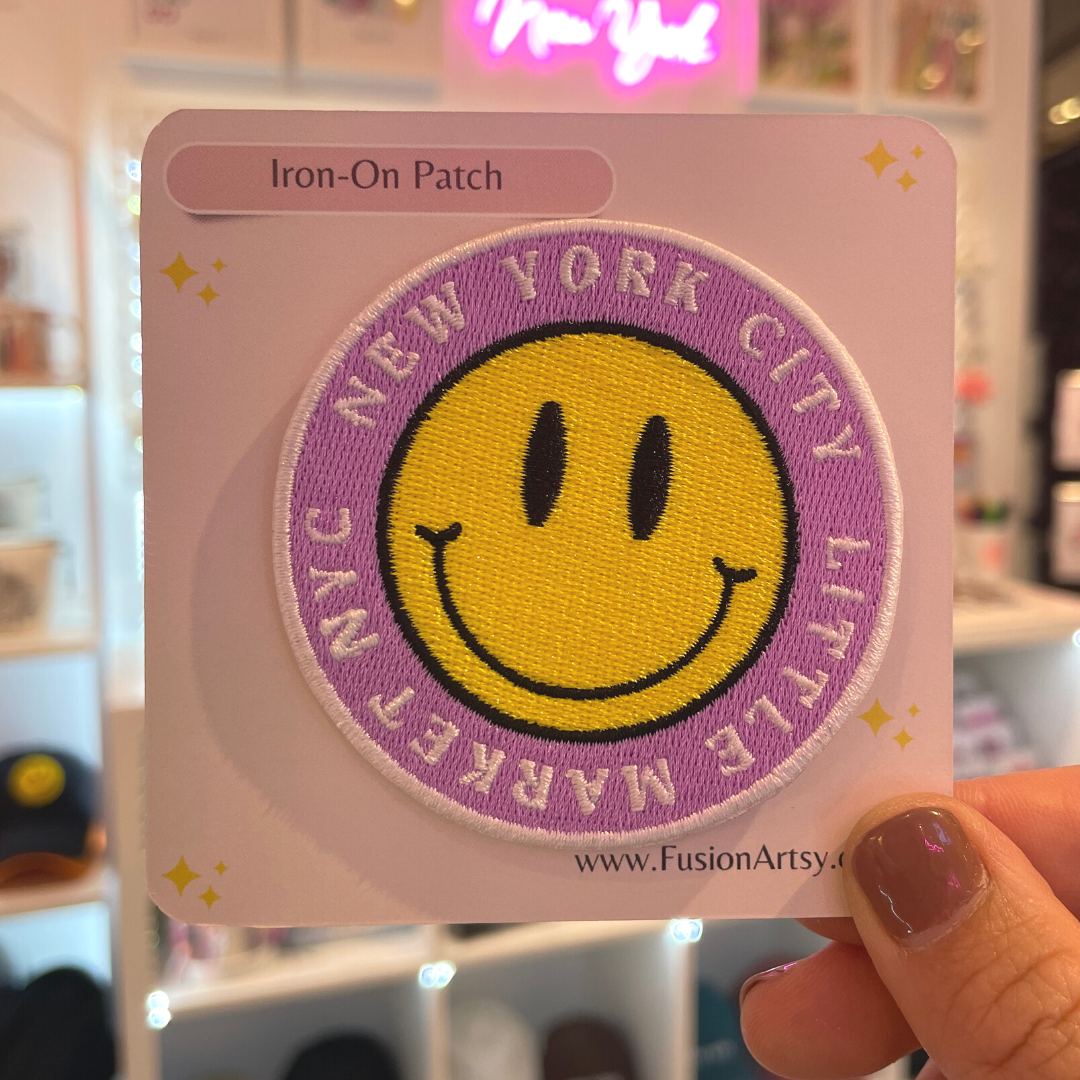 New York
Iron-On Patch
NEW YORK CITY LITTLE MARKET NYC
www.FusionArtsy.c